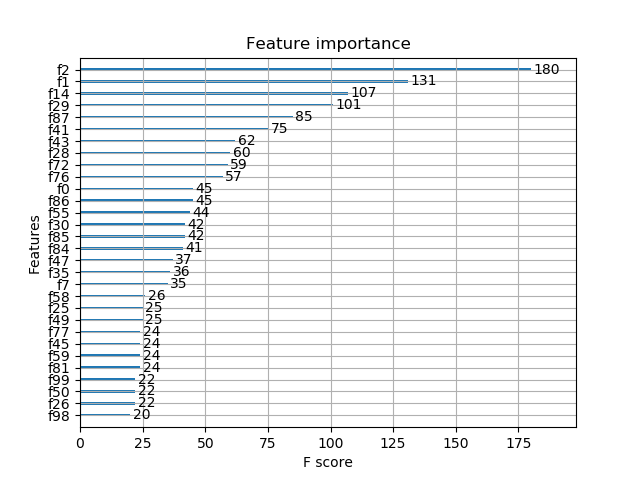 Feature importance
f2 180
f1 131
f14 107
f29 101
f87 85
f41 75
f43 62
f28 60
f72 59
f76 57
f0 45
f86 45
f55 44
f30 42
f85 42
f84 41
f47 37
f35 36
f7 35
f58 26
f25 25
f49 25
f77 24
f45 24
f59 24
f81 24
f99 22
f50 22
f26 22
f98 20
Features
0 25 50 75 100 125 150 175
F score